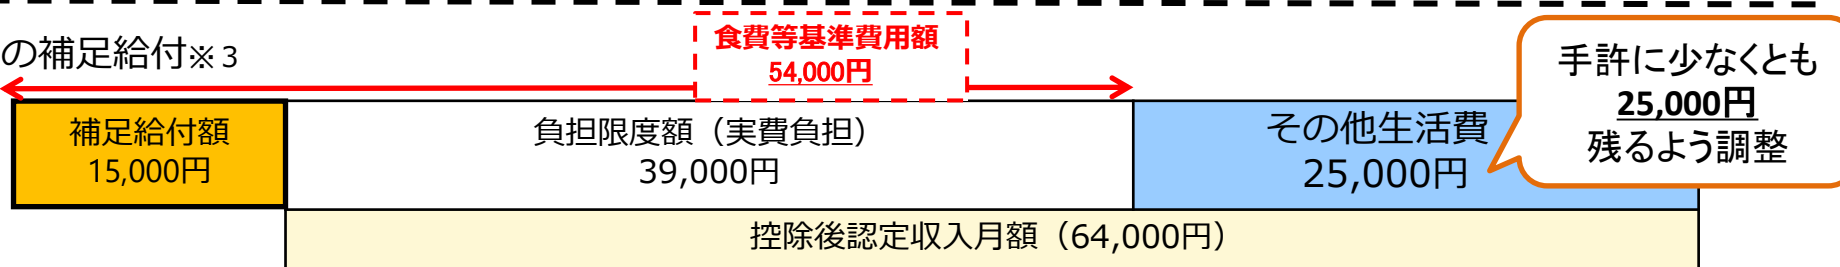 の補足給付※3
食費等基準費用額
54,000円
手許に少なくとも
25,000円
残るよう調整
補足給付額
15,000円
負担限度額（実費負担）
39,000円
その他生活費
25,000円
控除後認定収入月額（64,000円）